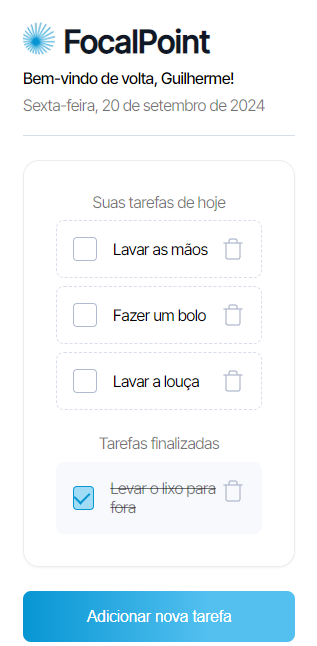 FocalPoint
Bem-vindo de volta, Guilherme!
Sexta-feira, 20 de setembro de 2024
Suas tarefas de hoje
Lavar as mãos
Fazer um bolo
Lavar a louça
Tarefas finalizadas
Levar o lixo para
fora
Adicionar nova tarefa